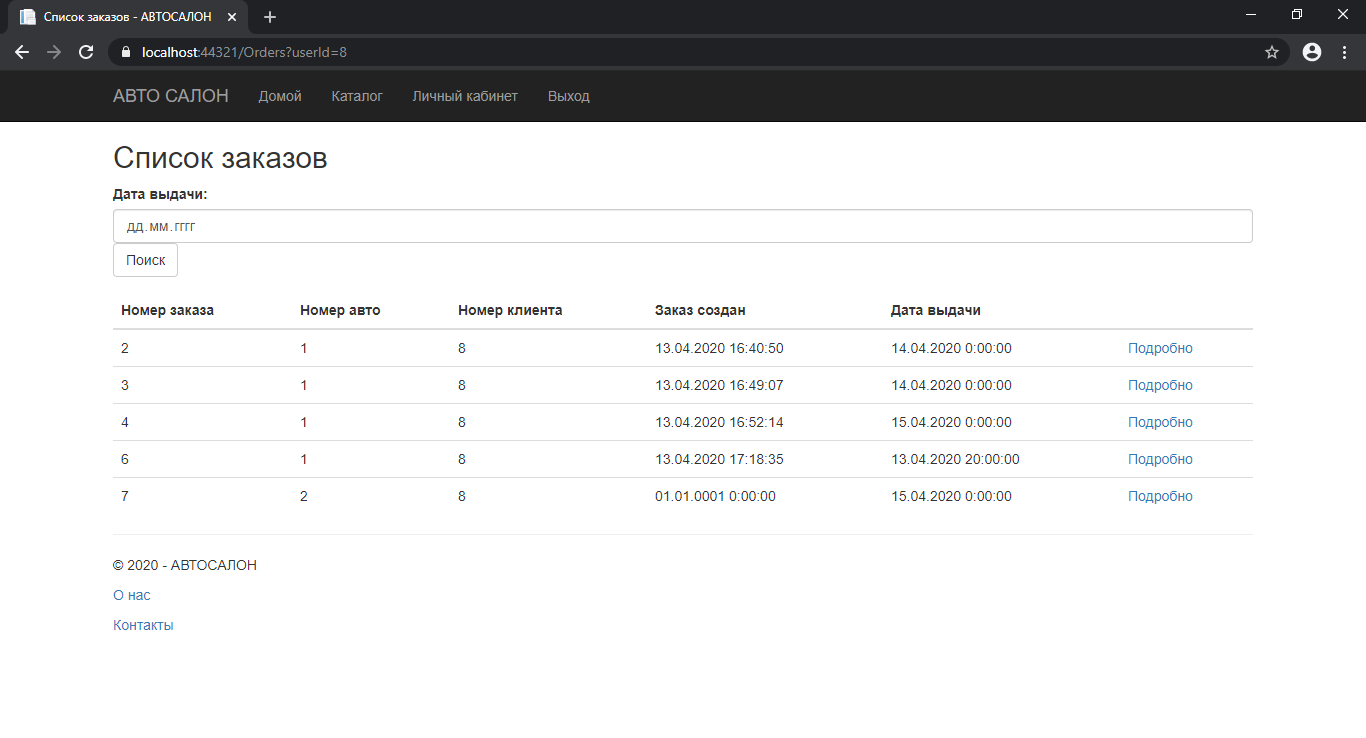 Список заказов - АВТОСАЛОН
localhost:44321/Orders?userId=8
АВТО САЛОН Домой Каталог Личный кабинет Выход
Список заказов
Дата выдачи:
дд.мм.гггг
Поиск
Номер заказа Номер авто Номер клиента Заказ создан Дата выдачи
2 1 8 13.04.2020 16:40:50 14.04.2020 0:00:00 Подробно
3 1 8 13.04.2020 16:49:07 14.04.2020 0:00:00 Подробно
4 1 8 13.04.2020 16:52:14 15.04.2020 0:00:00 Подробно
6 1 8 13.04.2020 17:18:35 13.04.2020 20:00:00 Подробно
7 2 8 01.01.0001 0:00:00 15.04.2020 0:00:00 Подробно
© 2020 - АВТОСАЛОН
О нас
Контакты